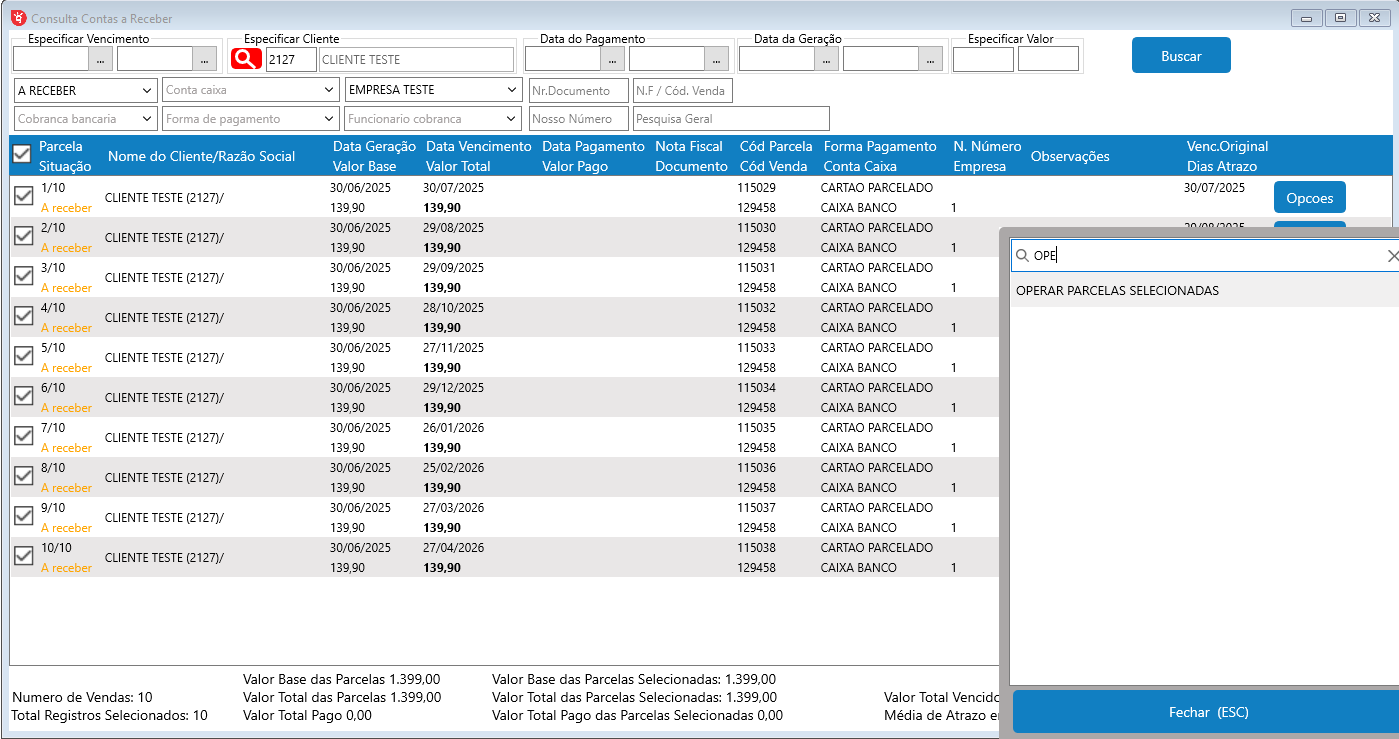 Consulta Contas a Receber
Especificar Vencimento Especificar Cliente Data do Pagamento Data da Geração Especificar Valor
... ... 2127 CLIENTE TESTE ... ... ... ... Buscar
A RECEBER Conta caixa EMPRESA TESTE Nr.Documento N.F / Cód. Venda
Cobranca bancaria Forma de pagamento Funcionario cobranca Nosso Número Pesquisa Geral
Parcela Data Geração Data Vencimento Data Pagamento Nota Fiscal Cód Parcela Forma Pagamento N. Número Venc.Original
Nome do Cliente/Razão Social Observações
Situação Valor Base Valor Total Valor Pago Documento Cód Venda Conta Caixa Empresa Dias Atrazo
1/10 30/06/2025 30/07/2025 115029 CARTAO PARCELADO 30/07/2025
CLIENTE TESTE (2127)/ Opcoes
A receber 139,90 139,90 129458 CAIXA BANCO 1
2/10 30/06/2025 29/08/2025 115030 CARTAO PARCELADO 29/08/2025
CLIENTE TESTE (2127)/
A receber 139,90 139,90 129458 CAIXA BANCO 1
3/10 30/06/2025 29/09/2025 115031 CARTAO PARCELADO
CLIENTE TESTE (2127)/
A receber 139,90 139,90 129458 CAIXA BANCO 1
4/10 30/06/2025 28/10/2025 115032 CARTAO PARCELADO
CLIENTE TESTE (2127)/
A receber 139,90 139,90 129458 CAIXA BANCO 1
5/10 30/06/2025 27/11/2025 115033 CARTAO PARCELADO
CLIENTE TESTE (2127)/
A receber 139,90 139,90 129458 CAIXA BANCO 1
6/10 30/06/2025 29/12/2025 115034 CARTAO PARCELADO
CLIENTE TESTE (2127)/
A receber 139,90 139,90 129458 CAIXA BANCO 1
7/10 30/06/2025 26/01/2026 115035 CARTAO PARCELADO
CLIENTE TESTE (2127)/
A receber 139,90 139,90 129458 CAIXA BANCO 1
8/10 30/06/2025 25/02/2026 115036 CARTAO PARCELADO
CLIENTE TESTE (2127)/
A receber 139,90 139,90 129458 CAIXA BANCO 1
9/10 30/06/2025 27/03/2026 115037 CARTAO PARCELADO
CLIENTE TESTE (2127)/
A receber 139,90 139,90 129458 CAIXA BANCO 1
10/10 30/06/2025 27/04/2026 115038 CARTAO PARCELADO
CLIENTE TESTE (2127)/
A receber 139,90 139,90 129458 CAIXA BANCO 1
OPE
OPERAR PARCELAS SELECIONADAS
Fechar (ESC)
Valor Base das Parcelas 1.399,00 Valor Base das Parcelas Selecionadas: 1.399,00
Numero de Vendas: 10 Valor Total das Parcelas 1.399,00 Valor Total das Parcelas Selecionadas: 1.399,00 Valor Total Vencido
Total Registros Selecionados: 10 Valor Total Pago 0,00 Valor Total Pago das Parcelas Selecionadas 0,00 Média de Atrazo e